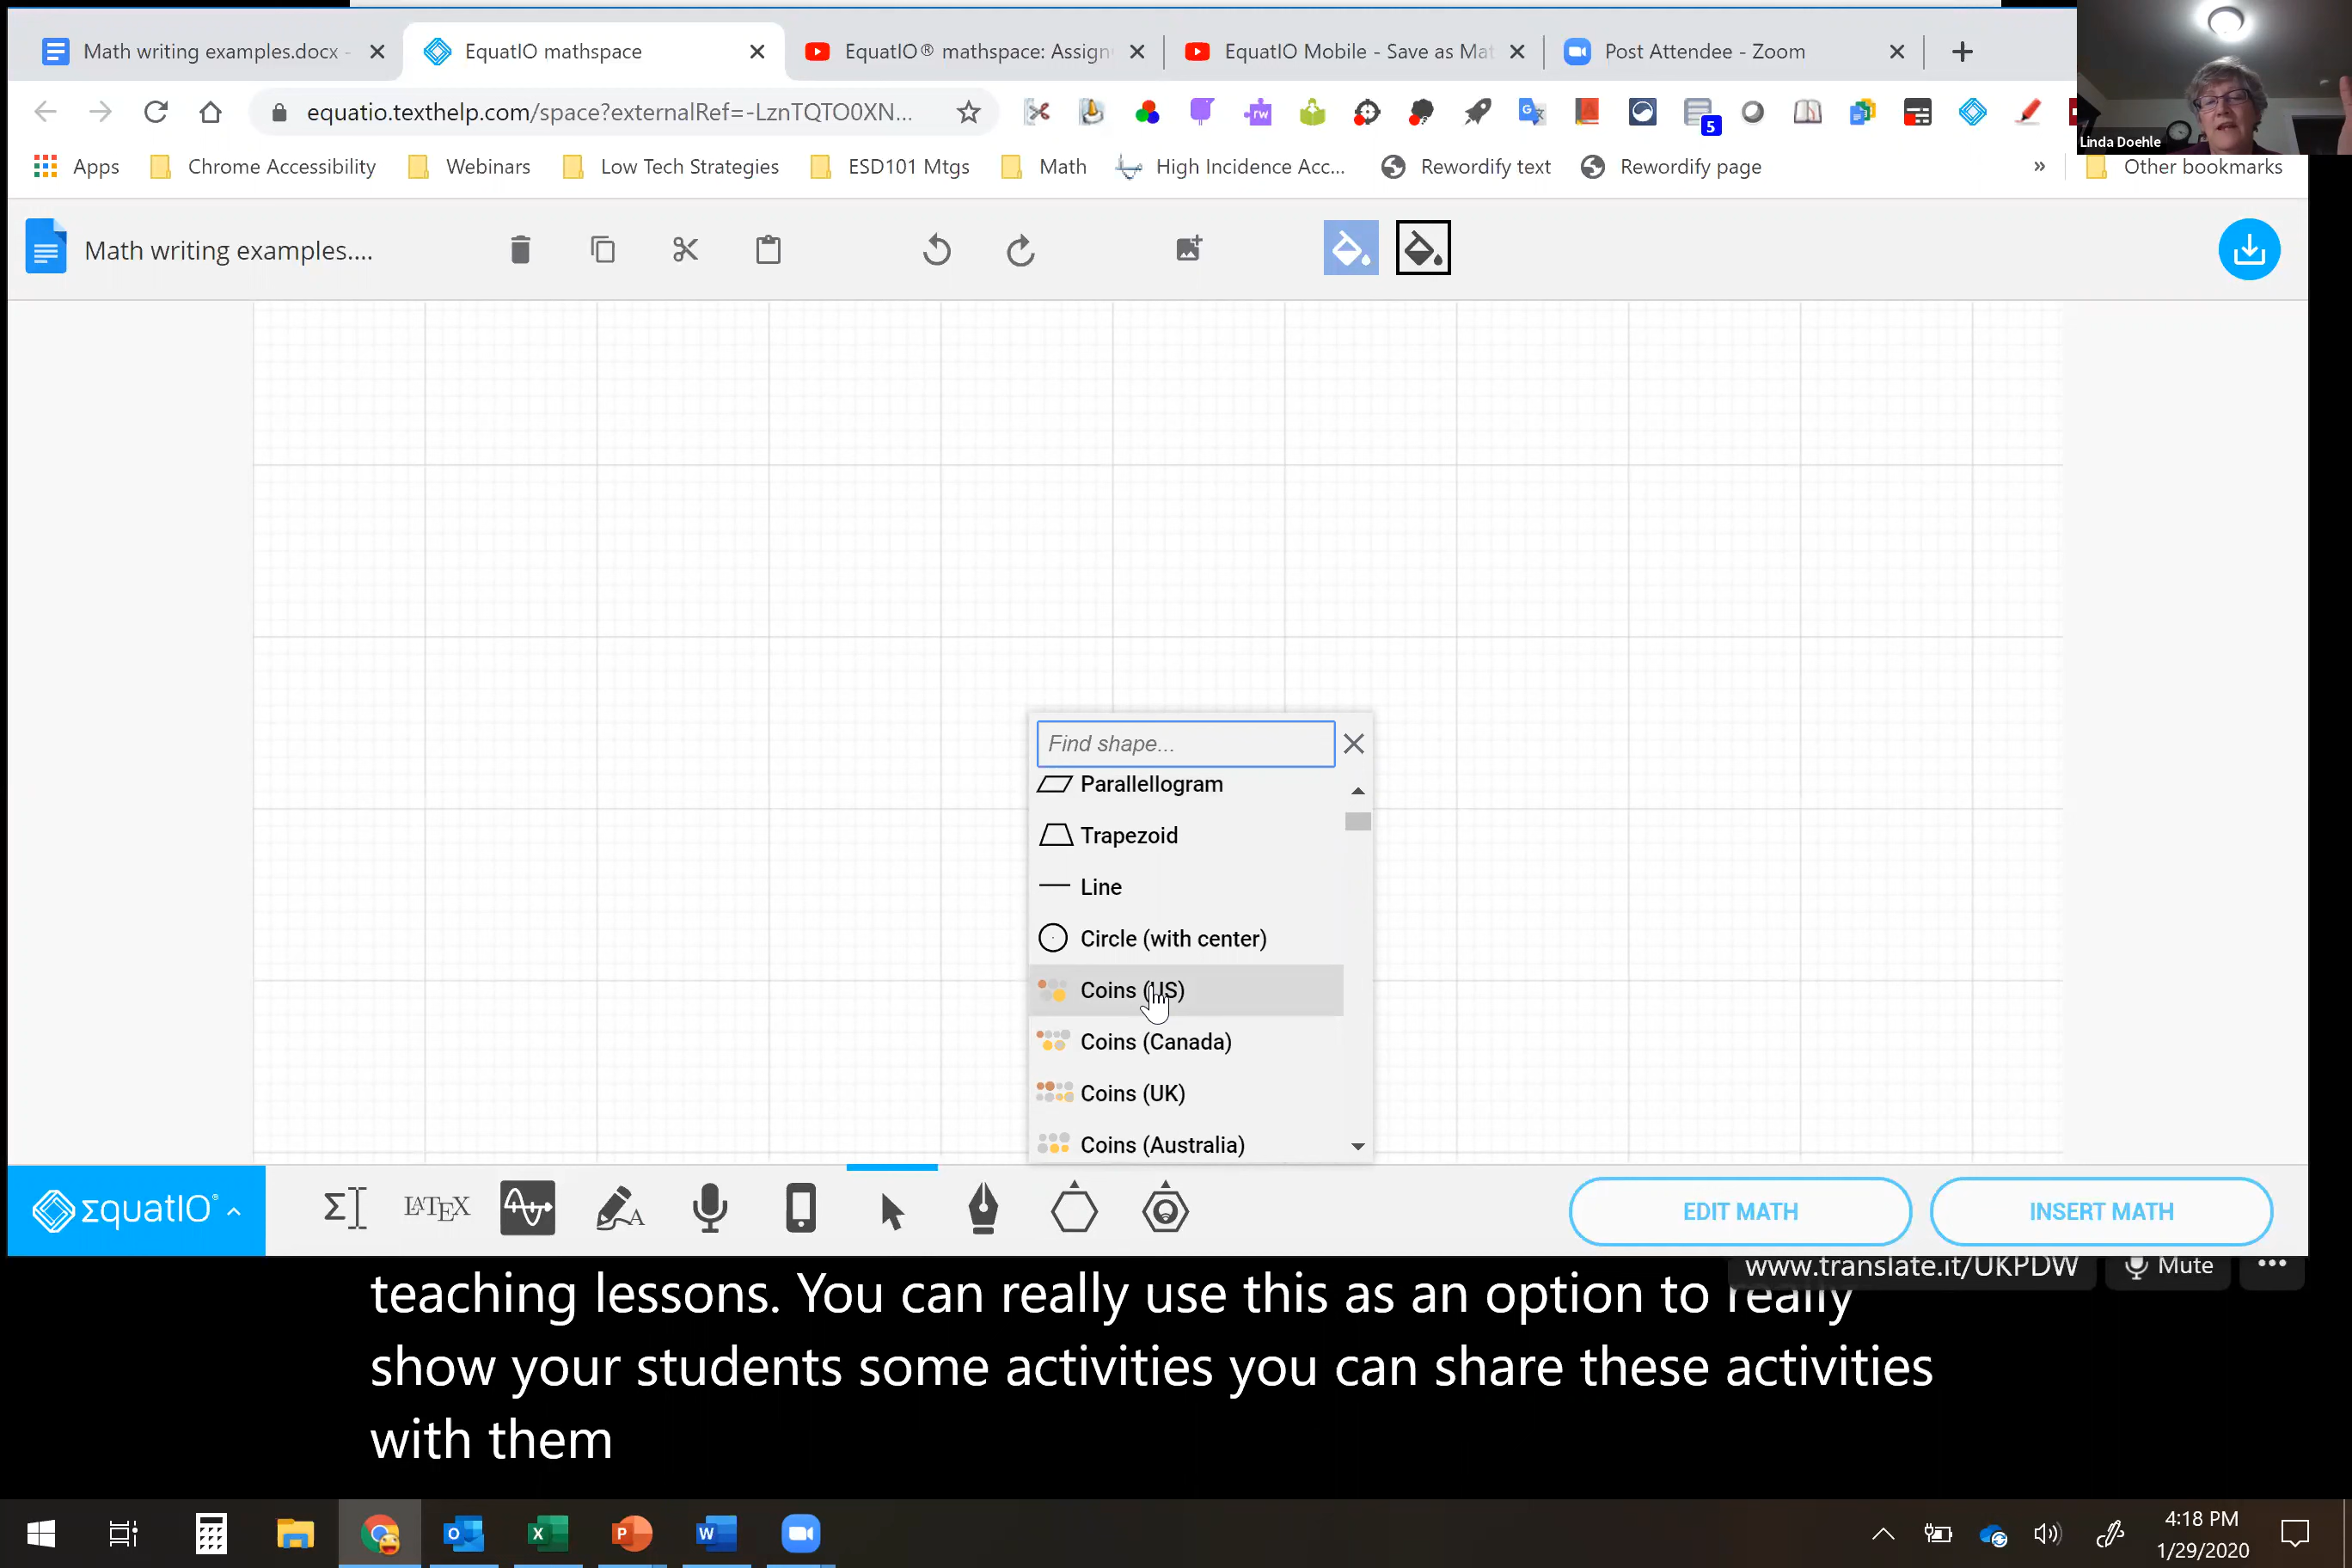 Math writing examples.docx -
EquatIO mathspace
EquatIO® mathspace: Assign
EquatIO Mobile - Save as Mat
Post Attendee - Zoom
equatio.texthelp.com/space?externalRef=-LznTQTO0XN...
rw
5
Linda Doehle
Apps
Chrome Accessibility
Webinars
Low Tech Strategies
ESD101 Mtgs
Math
High Incidence Acc...
Rewordify text
Rewordify page
»
Other bookmarks
Math writing examples....
Find shape...
Parallellogram
Trapezoid
Line
Circle (with center)
Coins (US)
Coins (Canada)
Coins (UK)
Coins (Australia)
ΣquatIO®
Σ
LATEX
A
EDIT MATH
INSERT MATH
www.translate.it/UKPDW
Mute
teaching lessons. You can really use this as an option to really
show your students some activities you can share these activities
with them
4:18 PM
1/29/2020